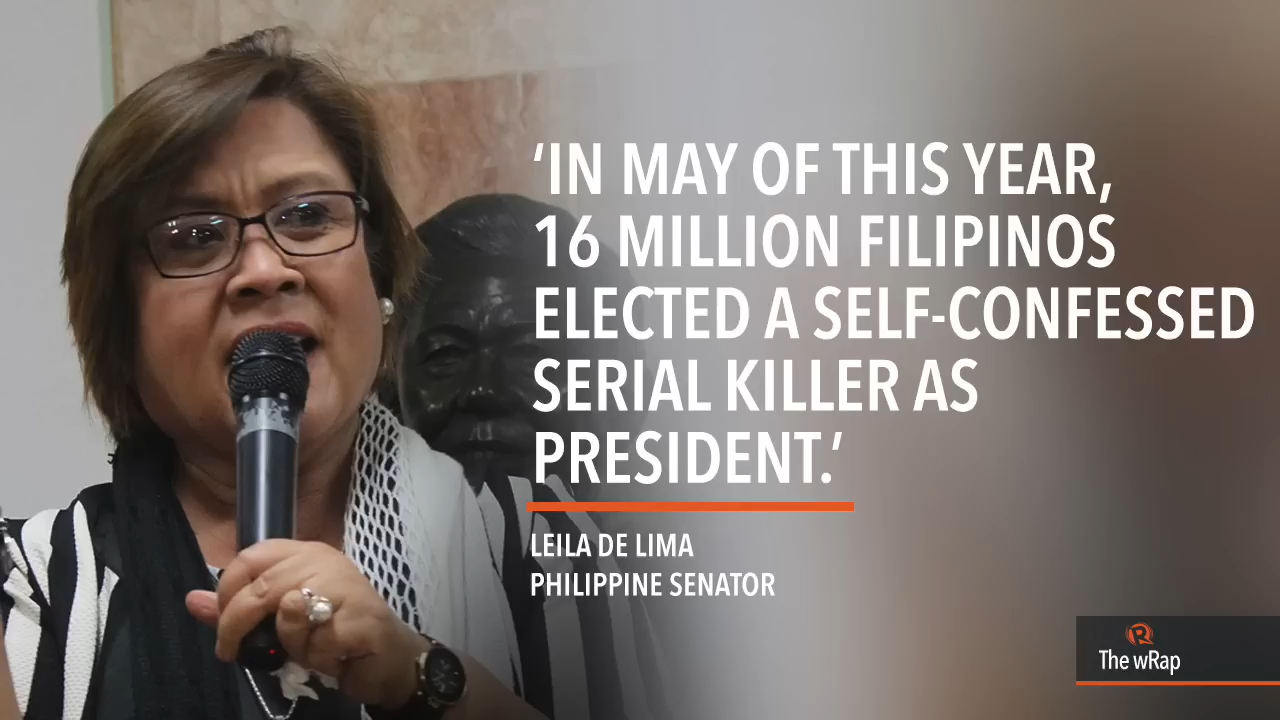 ‘IN MAY OF THIS YEAR,
16 MILLION FILIPINOS
ELECTED A SELF-CONFESSED
SERIAL KILLER AS
PRESIDENT.’
LEILA DE LIMA
PHILIPPINE SENATOR
R
The wRap